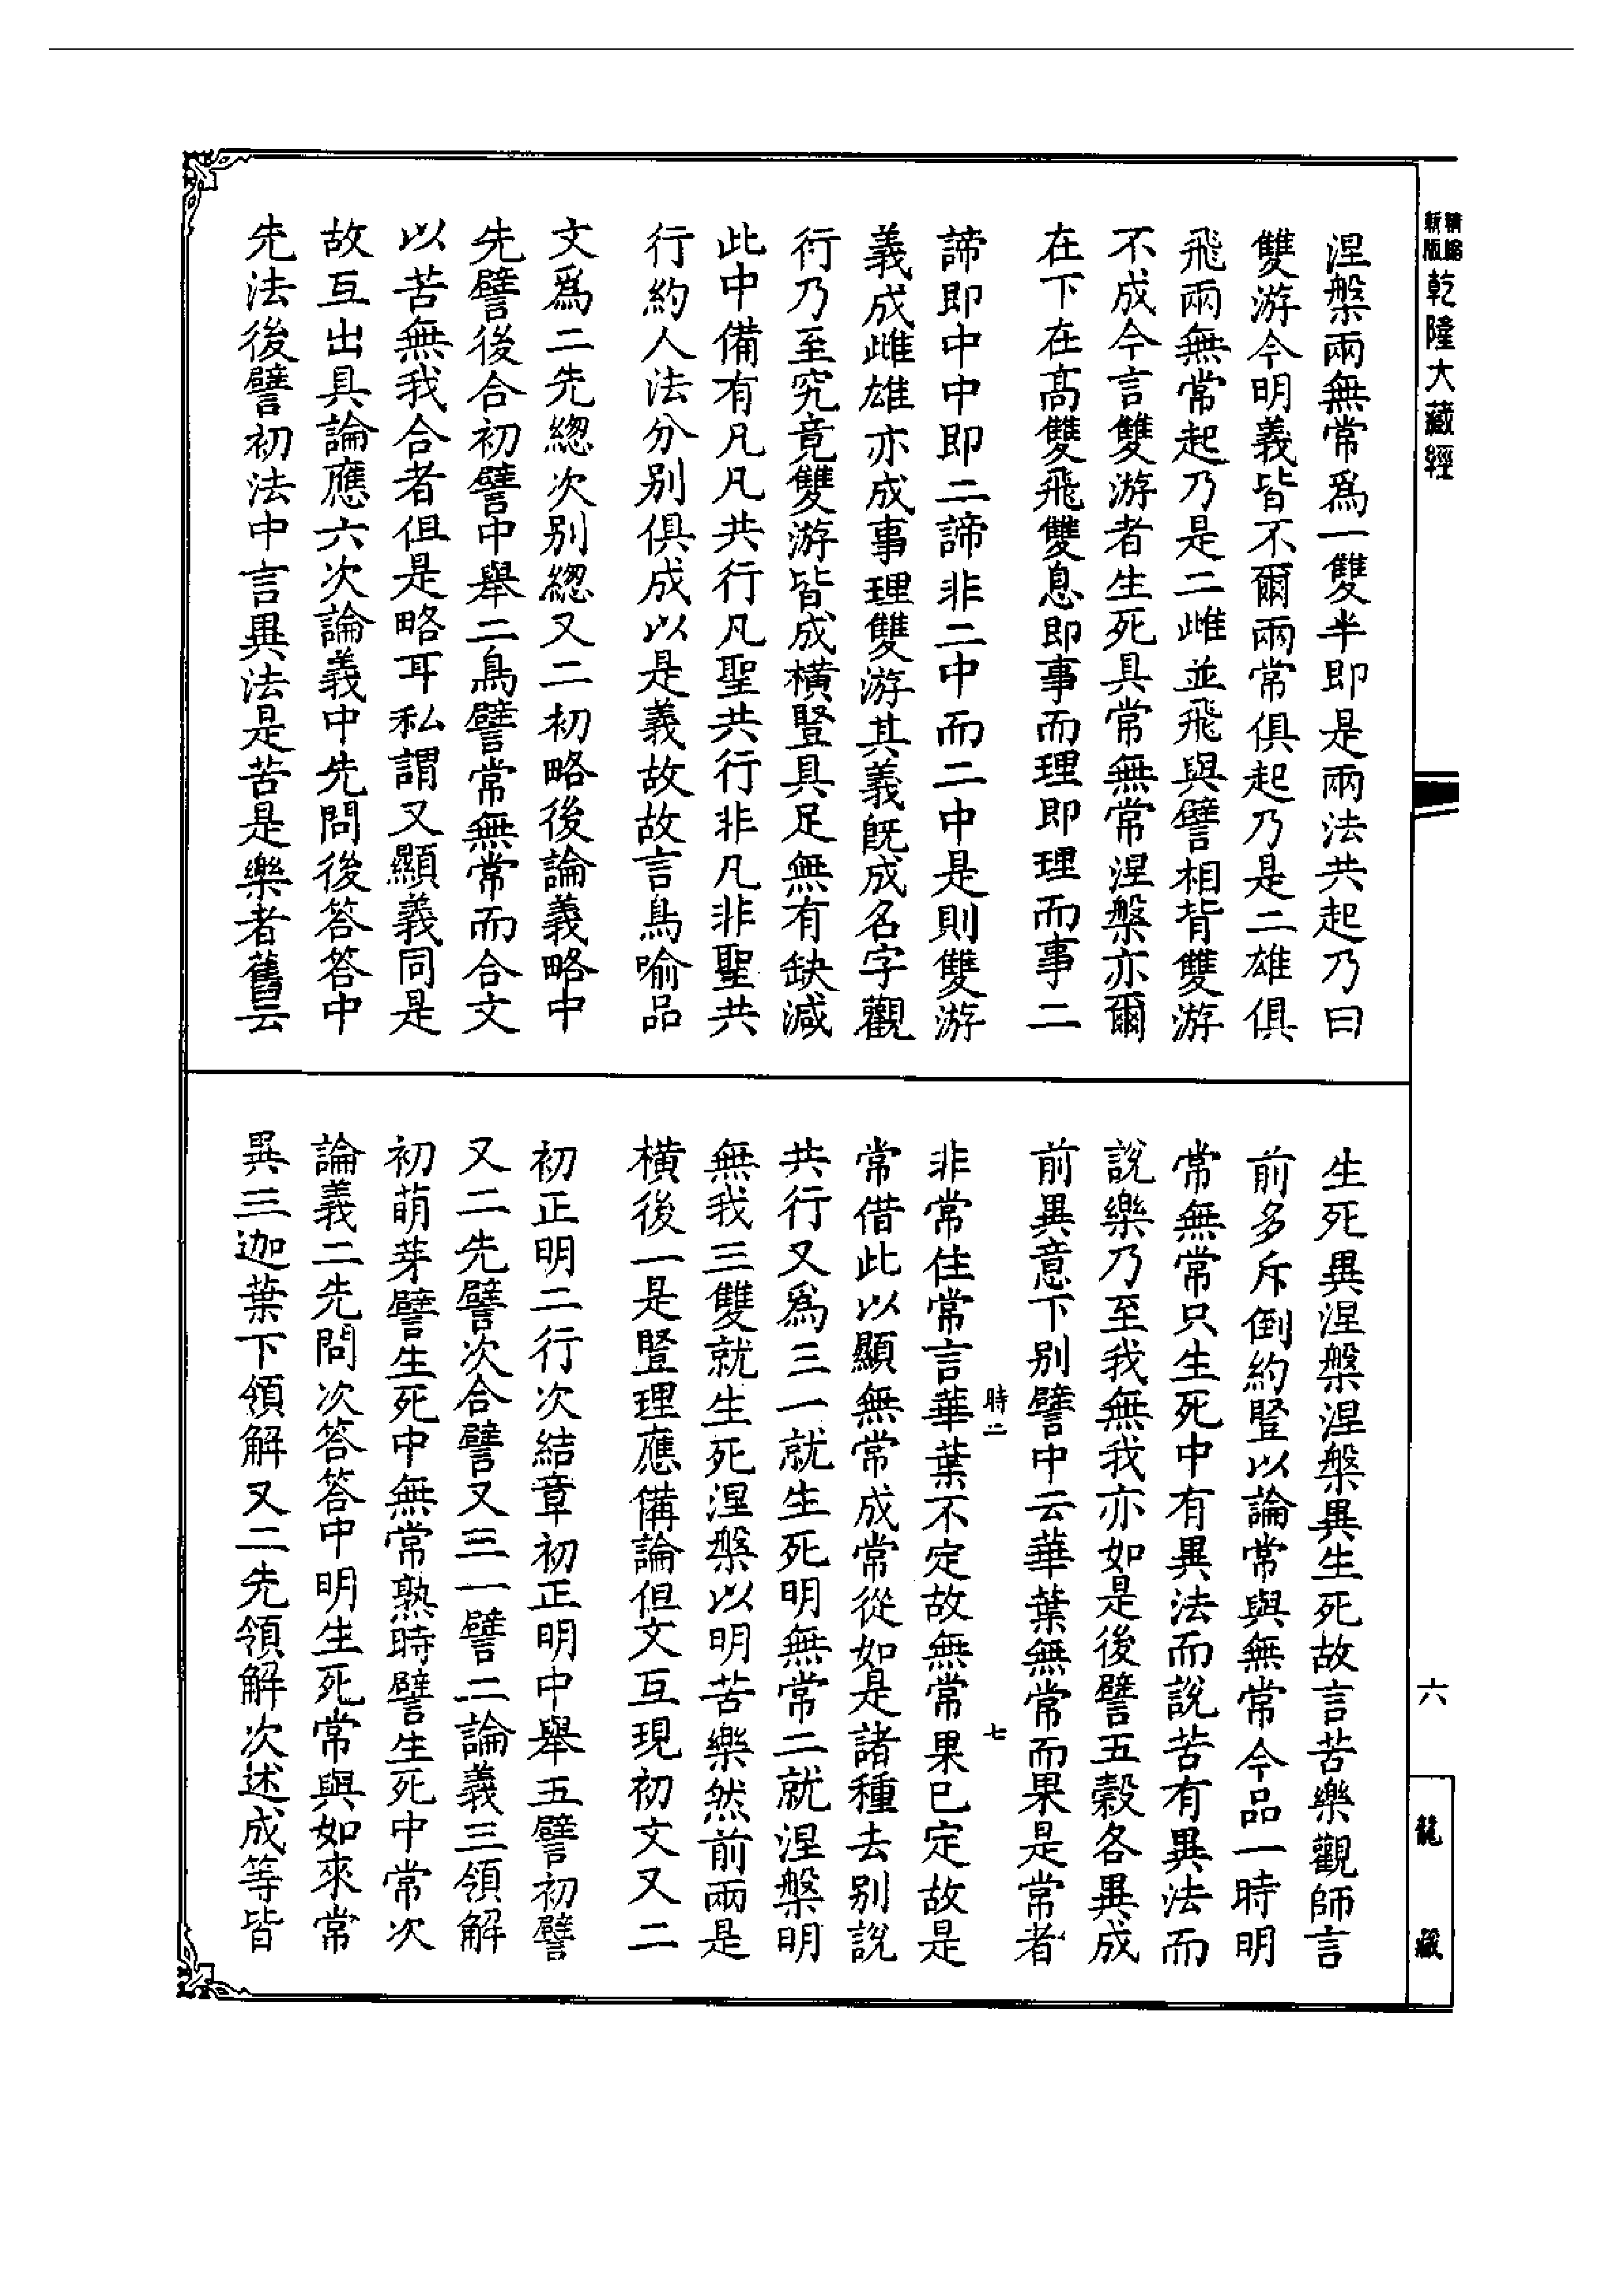 新版精縮乾隆大藏經
涅槃兩無常爲一雙半即是兩法共起乃曰
雙游今明義皆不爾兩常俱起乃是二雄俱
飛兩無常起乃是二雌並飛與譬相背雙游
不成今言雙游者生死具常無常涅槃亦爾
在下在高雙飛雙息即事而理即理而事二
諦即中中即二諦非二中而二中是則雙游
義成雌雄亦成事理雙游其義旣成名字觀
行乃至究竟雙游皆成橫豎具足無有缺減
此中備有凡凡共行凡聖共行非凡非聖共
行約人法分別俱成以是義故故言鳥喻品
文爲二先總次別總又二初略後論義略中
先譬後合初譬中舉二鳥譬常無常而合文
以苦無我合者但是略耳私謂又顯義同是
故互出具論應六次論義中先問後答答中
先法後譬初法中言異法是苦是樂者舊云
生死異涅槃涅槃異生死故言苦樂觀師言
前多斥倒約豎以論常與無常今品一時明
常無常只生死中有異法而說苦有異法而
說樂乃至我無我亦如是後譬五穀各異成
前異意下別譬中云華葉無常而果是常者
時二 七
非常住常言華葉不定故無常果已定故是
常借此以顯無常成常從如是諸種去別說
共行又爲三一就生死明無常二就涅槃明
無我三雙就生死涅槃以明苦樂然前兩是
橫後一是豎理應備論但文互現初文又二
初正明二行次結章初正明中舉五譬初譬
又二先譬次合譬又三一譬二論義三領解
初萌芽譬生死中無常熟時譬生死中常次
論義二先問次答答中明生死常與如來常
異三迦葉下領解又二先領解次述成等皆
六
龍藏